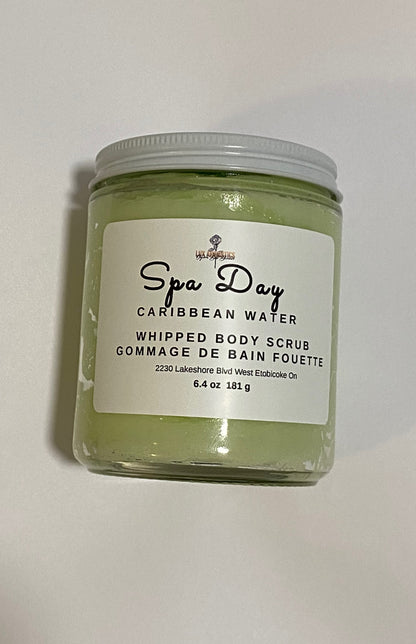 Spa Day
CARIBBEAN WATER
WHIPPED BODY SCRUB
GOMMAGE DE BAIN FOUETTE
2230 Lakeshore Blvd West Etobicoke On
6.4 oz 181 g